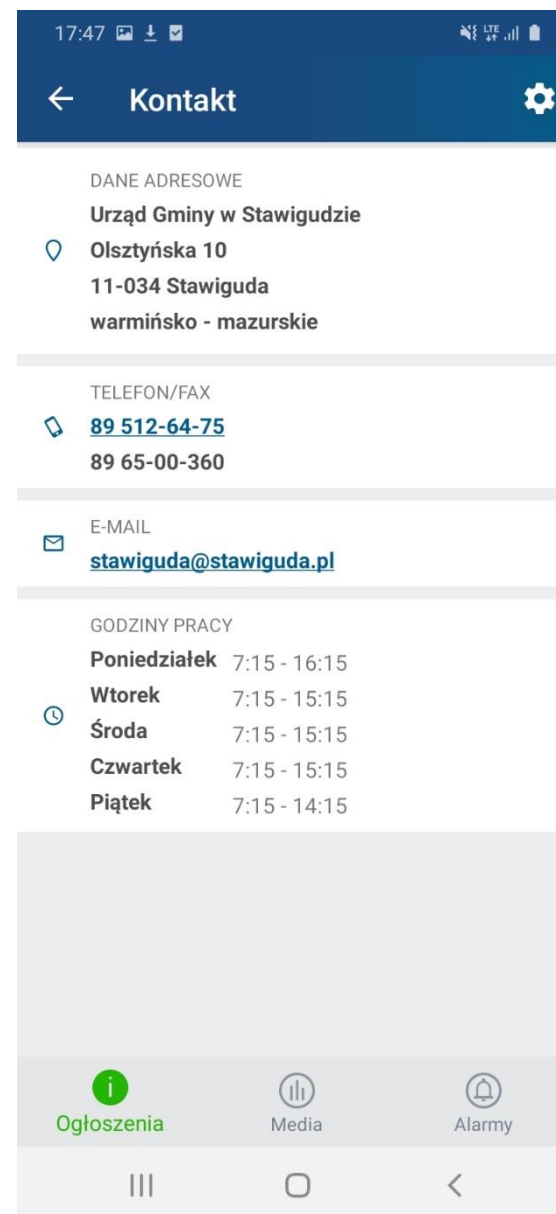 17:47
LTE
Kontakt
DANE ADRESOWE
Urząd Gminy w Stawigudzie
Olsztyńska 10
11-034 Stawiguda
warmińsko - mazurskie
TELEFON/FAX
89 512-64-75
89 65-00-360
E-MAIL
stawiguda@stawiguda.pl
GODZINY PRACY
Poniedziałek 7:15 - 16:15
Wtorek 7:15 - 15:15
Środa 7:15 - 15:15
Czwartek 7:15 - 15:15
Piątek 7:15 - 14:15
Ogłoszenia Media Alarmy